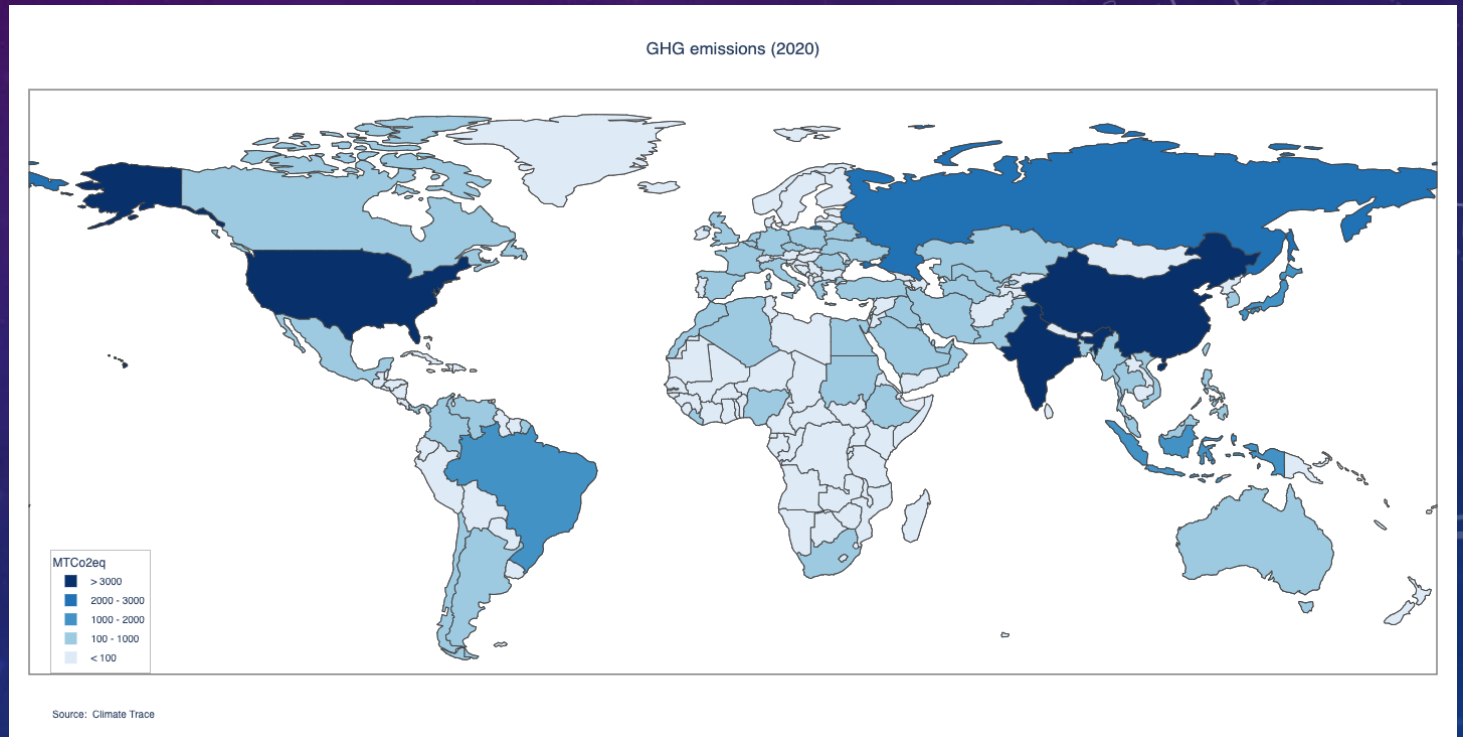 GHG emissions (2020)
MTCo2eq
> 3000
2000 - 3000
1000 - 2000
100 - 1000
< 100
Source: Climate Trace